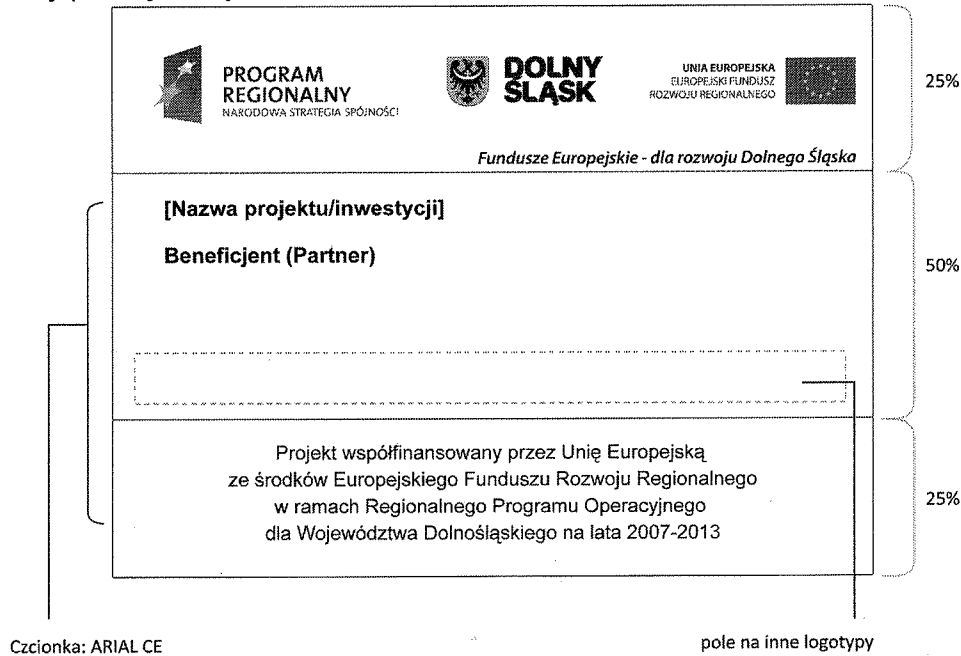 PROGRAM
REGIONALNY
NARODOWA STRATEGIA SPÓJNOŚCI
DOLNY
ŚLĄSK
UNIA EUROPEJSKA
EUROPEJSKI FUNDUSZ
ROZWOJU REGIONALNEGO
25%
Fundusze Europejskie - dla rozwoju Dolnego Śląska
[Nazwa projektu/inwestycji]
Beneficjent (Partner)
50%
Projekt współfinansowany przez Unię Europejską
ze środków Europejskiego Funduszu Rozwoju Regionalnego
w ramach Regionalnego Programu Operacyjnego
dla Województwa Dolnośląskiego na lata 2007-2013
25%
Czcionka: ARIAL CE
pole na inne logotypy